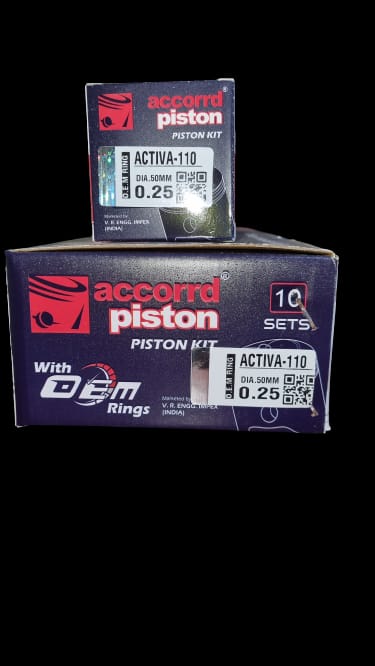 accorrd®
piston
PISTON KIT
O.E.M RING
ACTIVA-110
DIA.50MM
0.25
Marketed by
V. R. ENGG. IMPEX
(INDIA)
accorrd®
piston
PISTON KIT
10
SETS
With
OEM
Rings
Marketed by
V. R. ENGG. IMPEX
(INDIA)
O.E.M RING
ACTIVA-110
DIA.50MM
0.25